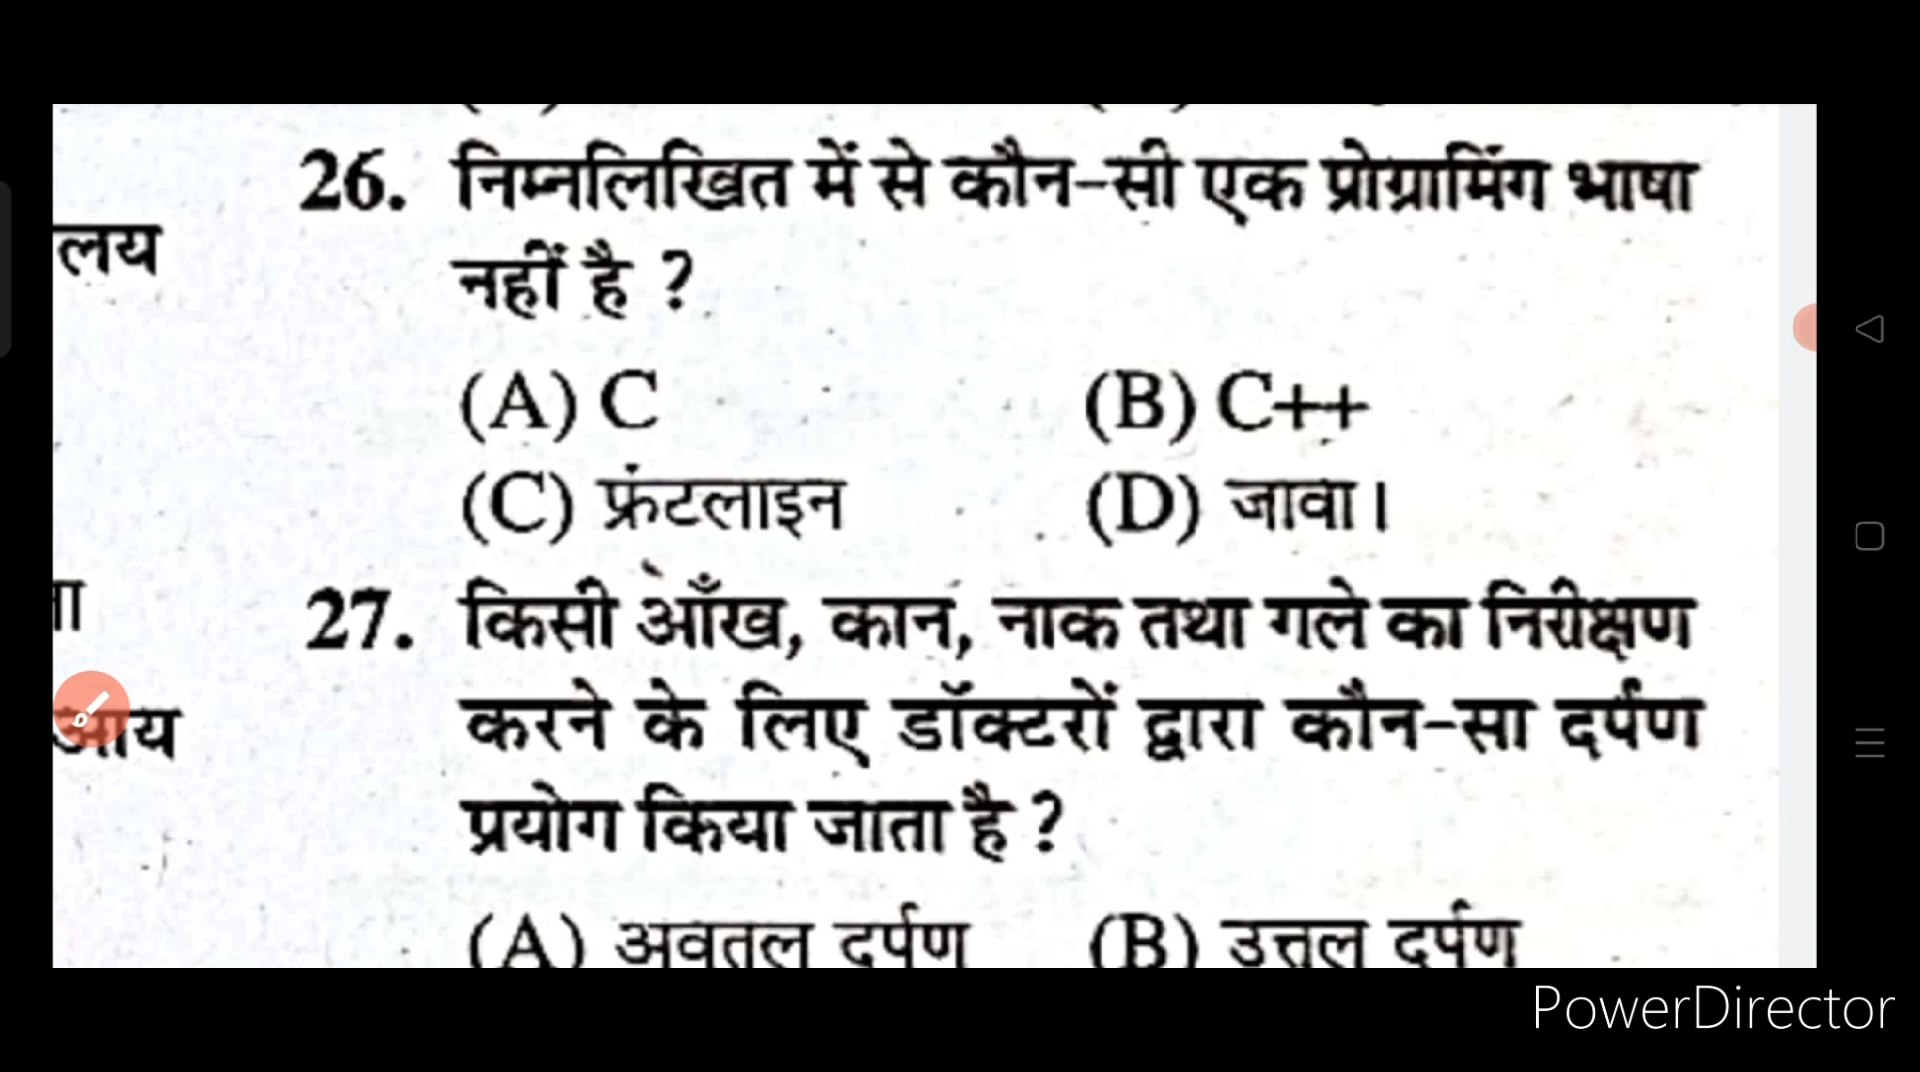 26. निम्नलिखित में से कौन-सी एक प्रोग्रामिंग भाषा
नहीं है ?
(A) C (B) C++
(C) फ्रंटलाइन (D) जावा।
27. किसी आँख, कान, नाक तथा गले का निरीक्षण
करने के लिए डॉक्टरों द्वारा कौन-सा दर्पण
प्रयोग किया जाता है ?
(A) अवतल दर्पण (B) उत्तल दर्पण
लय
ा
आय
PowerDirector